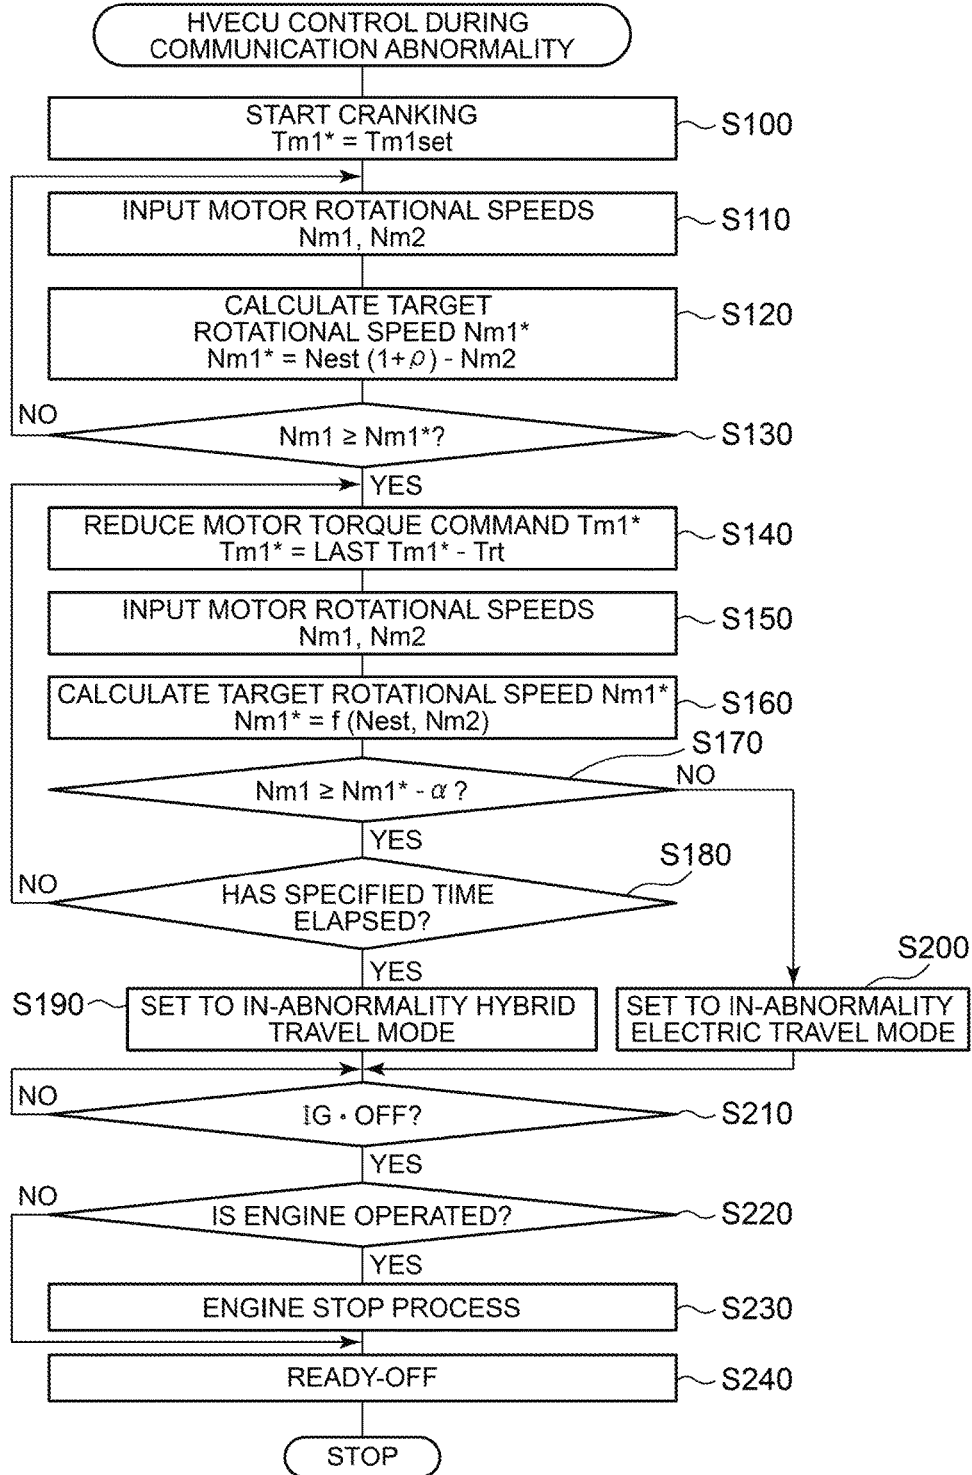 HVECU CONTROL DURING
COMMUNICATION ABNORMALITY
START CRANKING
Tm1* = Tm1set
S100
INPUT MOTOR ROTATIONAL SPEEDS
Nm1, Nm2
S110
CALCULATE TARGET
ROTATIONAL SPEED Nm1*
Nm1* = Nest (1+ρ) - Nm2
S120
NO
Nm1 ≥ Nm1*?
S130
YES
REDUCE MOTOR TORQUE COMMAND Tm1*
Tm1* = LAST Tm1* - Trt
S140
INPUT MOTOR ROTATIONAL SPEEDS
Nm1, Nm2
S150
CALCULATE TARGET ROTATIONAL SPEED Nm1*
Nm1* = f (Nest, Nm2)
S160
S170
Nm1 ≥ Nm1* - α ?
NO
YES
S180
NO
HAS SPECIFIED TIME
ELAPSED?
YES
S190
SET TO IN-ABNORMALITY HYBRID
TRAVEL MODE
S200
SET TO IN-ABNORMALITY
ELECTRIC TRAVEL MODE
NO
IG · OFF?
S210
YES
NO
IS ENGINE OPERATED?
S220
YES
ENGINE STOP PROCESS
S230
READY-OFF
S240
STOP